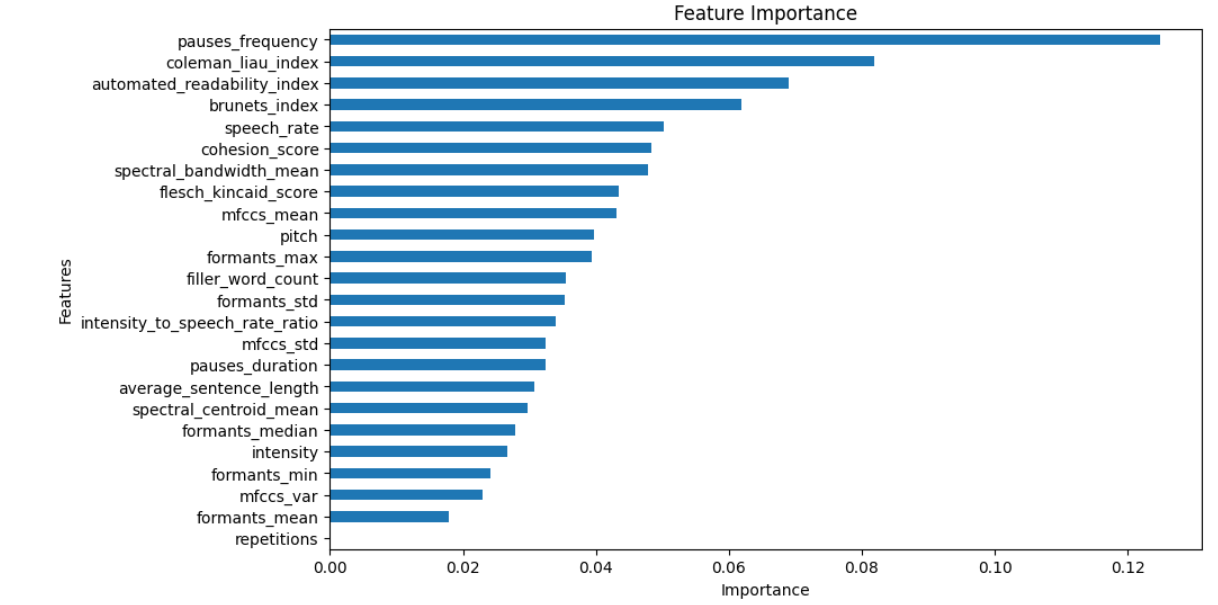 Feature Importance
pauses_frequency
coleman_liau_index
automated_readability_index
brunets_index
speech_rate
cohesion_score
spectral_bandwidth_mean
flesch_kincaid_score
mfccs_mean
pitch
formants_max
filler_word_count
formants_std
intensity_to_speech_rate_ratio
mfccs_std
pauses_duration
average_sentence_length
spectral_centroid_mean
formants_median
intensity
formants_min
mfccs_var
formants_mean
repetitions
Features
0.00 0.02 0.04 0.06 0.08 0.10 0.12
Importance